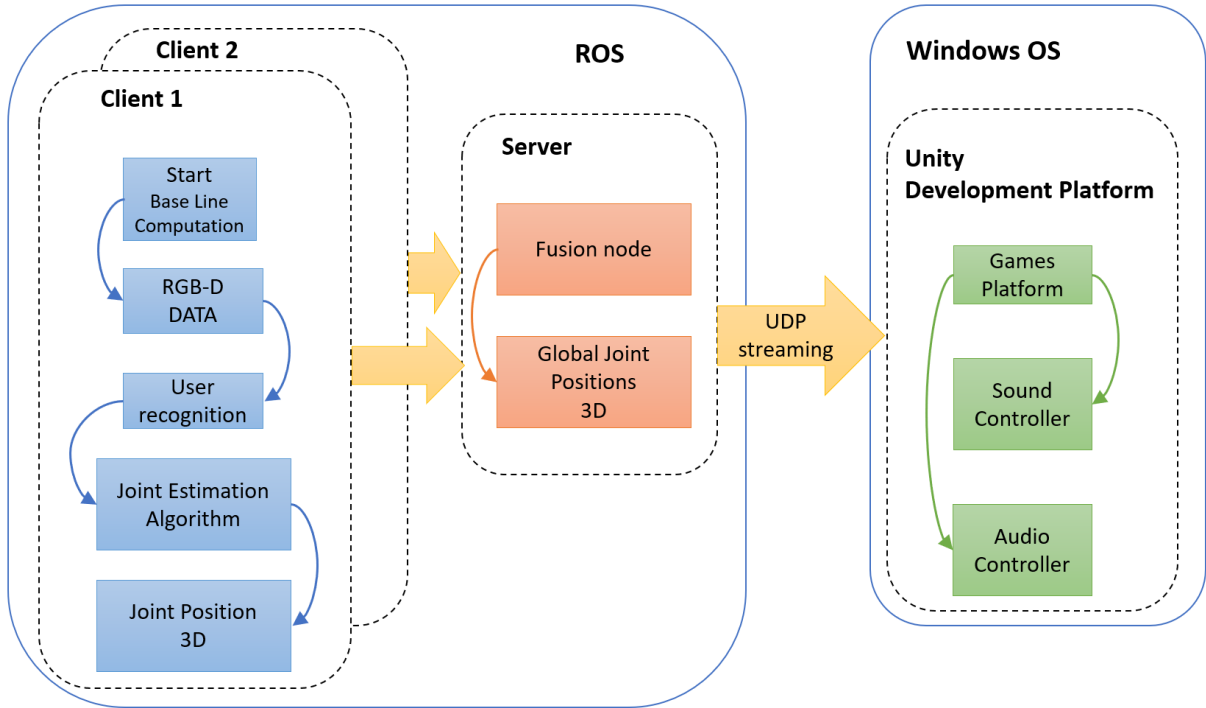 Client 2
Client 1
Start
Base Line
Computation
RGB-D
DATA
User
recognition
Joint Estimation
Algorithm
Joint Position
3D
ROS
Server
Fusion node
Global Joint
Positions
3D
UDP
streaming
Windows OS
Unity
Development Platform
Games
Platform
Sound
Controller
Audio
Controller